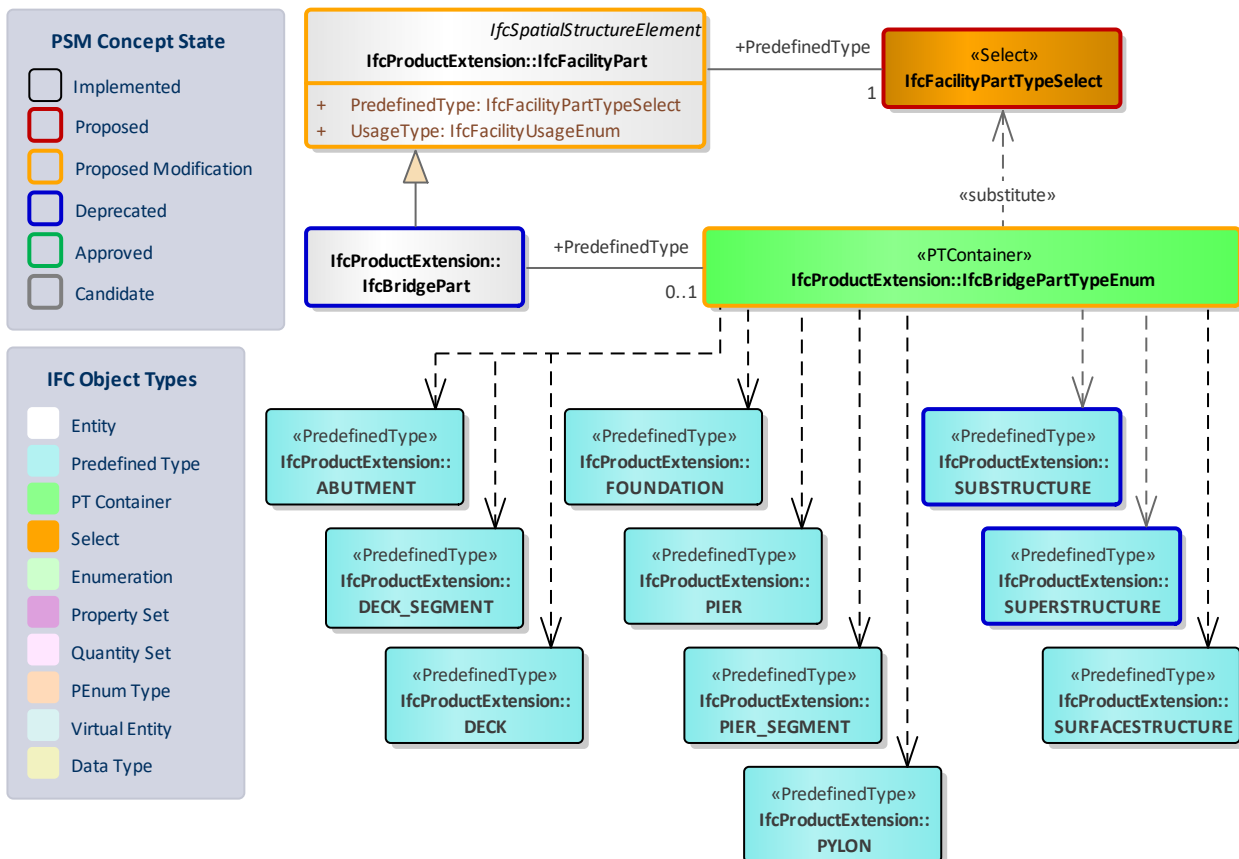 PSM Concept State
Implemented
Proposed
Proposed Modification
Deprecated
Approved
Candidate
IFC Object Types
Entity
Predefined Type
PT Container
Select
Enumeration
Property Set
Quantity Set
PEnum Type
Virtual Entity
Data Type
IfcSpatialStructureElement
IfcProductExtension::IfcFacilityPart
+ PredefinedType: IfcFacilityPartTypeSelect
+ UsageType: IfcFacilityUsageEnum
+PredefinedType
1
«Select»
IfcFacilityPartTypeSelect
«substitute»
IfcProductExtension::
IfcBridgePart
+PredefinedType
0..1
«PTContainer»
IfcProductExtension::IfcBridgePartTypeEnum
«PredefinedType»
IfcProductExtension::
ABUTMENT
«PredefinedType»
IfcProductExtension::
FOUNDATION
«PredefinedType»
IfcProductExtension::
SUBSTRUCTURE
«PredefinedType»
IfcProductExtension::
DECK_SEGMENT
«PredefinedType»
IfcProductExtension::
PIER
«PredefinedType»
IfcProductExtension::
SUPERSTRUCTURE
«PredefinedType»
IfcProductExtension::
DECK
«PredefinedType»
IfcProductExtension::
PIER_SEGMENT
«PredefinedType»
IfcProductExtension::
SURFACESTRUCTURE
«PredefinedType»
IfcProductExtension::
PYLON